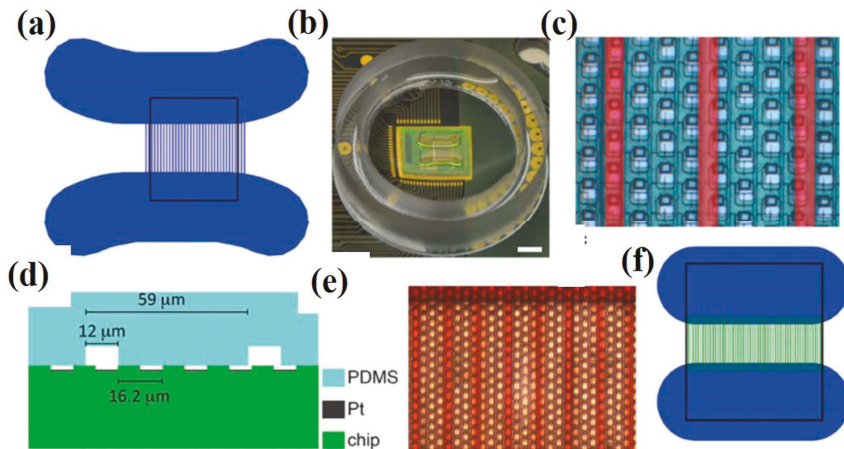 (a)
(b)
(c)
(d)
59 μm
12 μm
16.2 μm
PDMS
Pt
chip
(e)
(f)